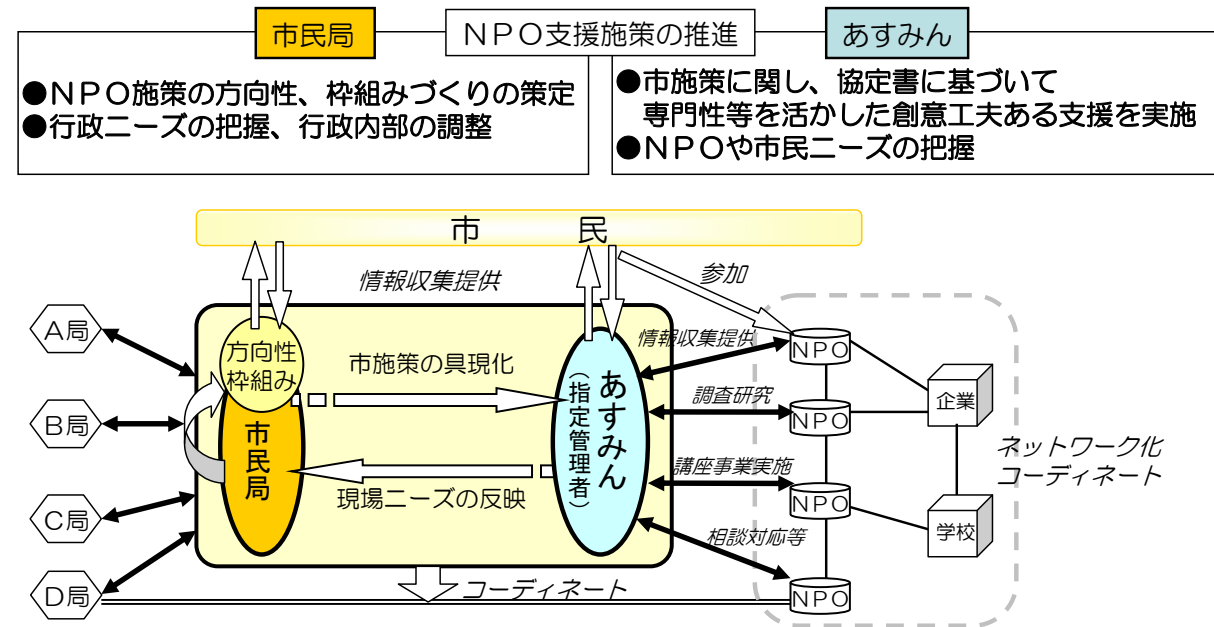 市民局
NPO支援施策の推進
あすみん
●NPO施策の方向性、枠組みづくりの策定
●行政ニーズの把握、行政内部の調整
●市施策に関し、協定書に基づいて
専門性等を活かした創意工夫ある支援を実施
●NPOや市民ニーズの把握
市 民
情報収集提供
参加
A局
B局
C局
D局
方向性
枠組み
市民局
市施策の具現化
現場ニーズの反映
あすみん
（指定管理者）
情報収集提供
調査研究
講座事業実施
相談対応等
コーディネート
NPO
NPO
NPO
NPO
企業
学校
ネットワーク化
コーディネート